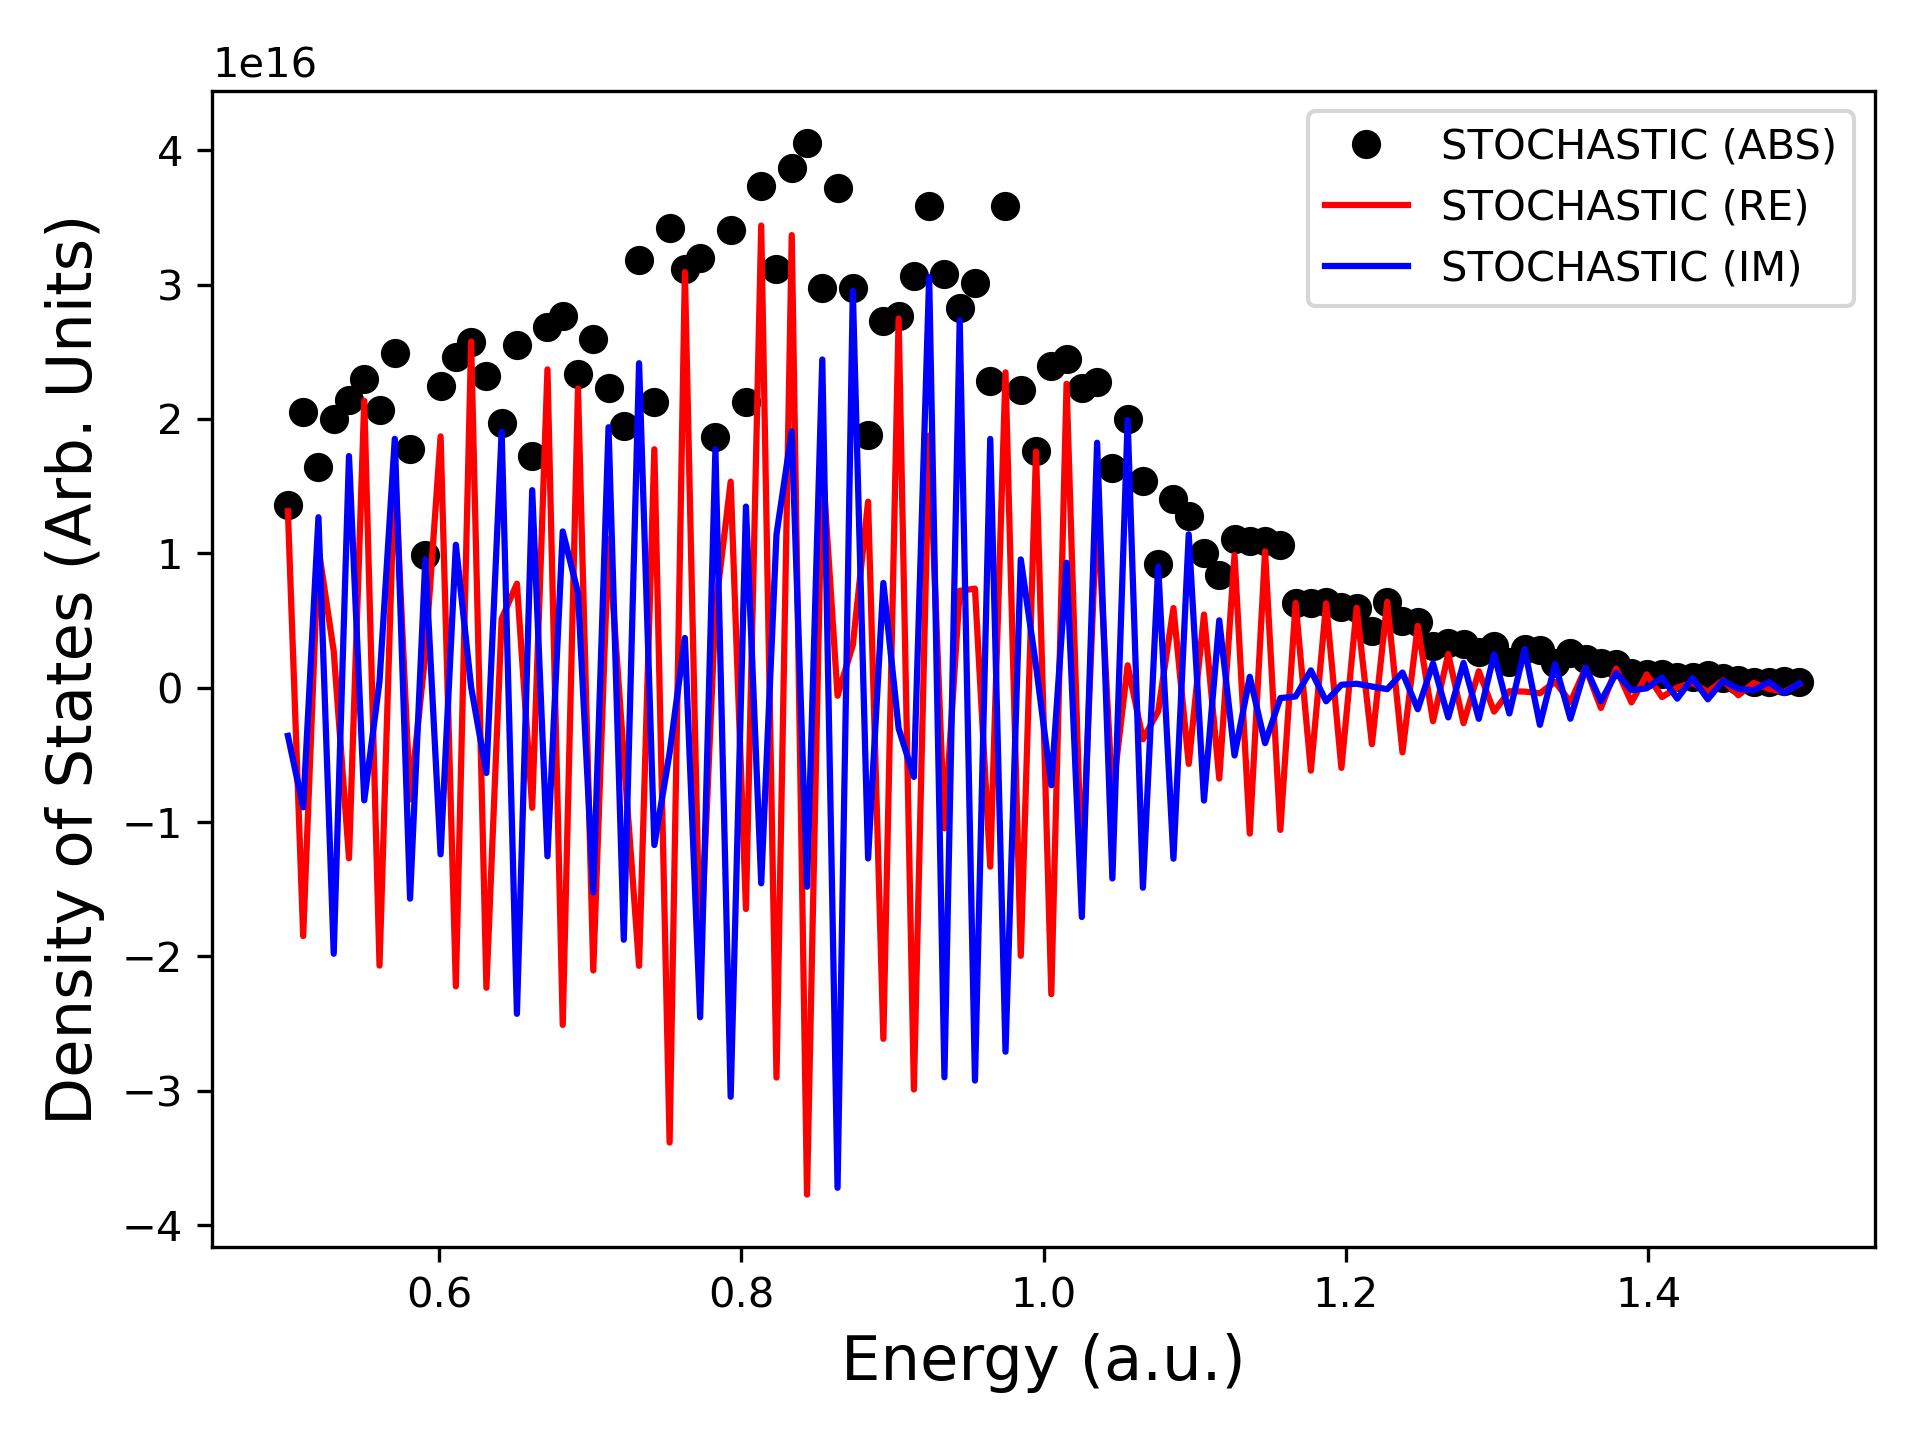 1e16
4
3
2
1
0
−1
−2
−3
−4
Density of States (Arb. Units)
STOCHASTIC (ABS)
STOCHASTIC (RE)
STOCHASTIC (IM)
0.6 0.8 1.0 1.2 1.4
Energy (a.u.)